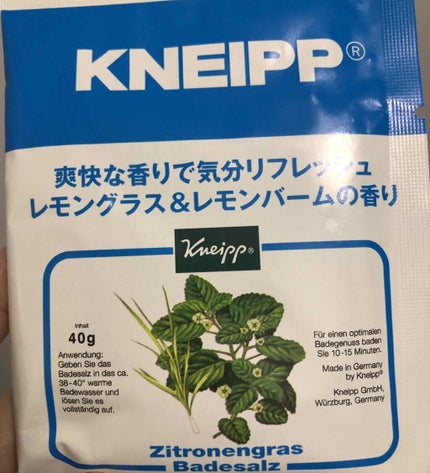 KNEIPP®
爽快な香りで気分リフレッシュ
レモングラス&レモンバームの香り
Kneipp®
Inhalt
40g
Anwendung:
Geben Sie das
Badesalz in das ca.
38-40° warme
Badewasser und
lösen Sie es
vollständig auf.
Für einen optimalen
Badegenuss baden
Sie 10-15 Minuten.
Made in Germany
by Kneipp®
Kneipp GmbH,
Würzburg, Germany
Zitronengras
Badesalz